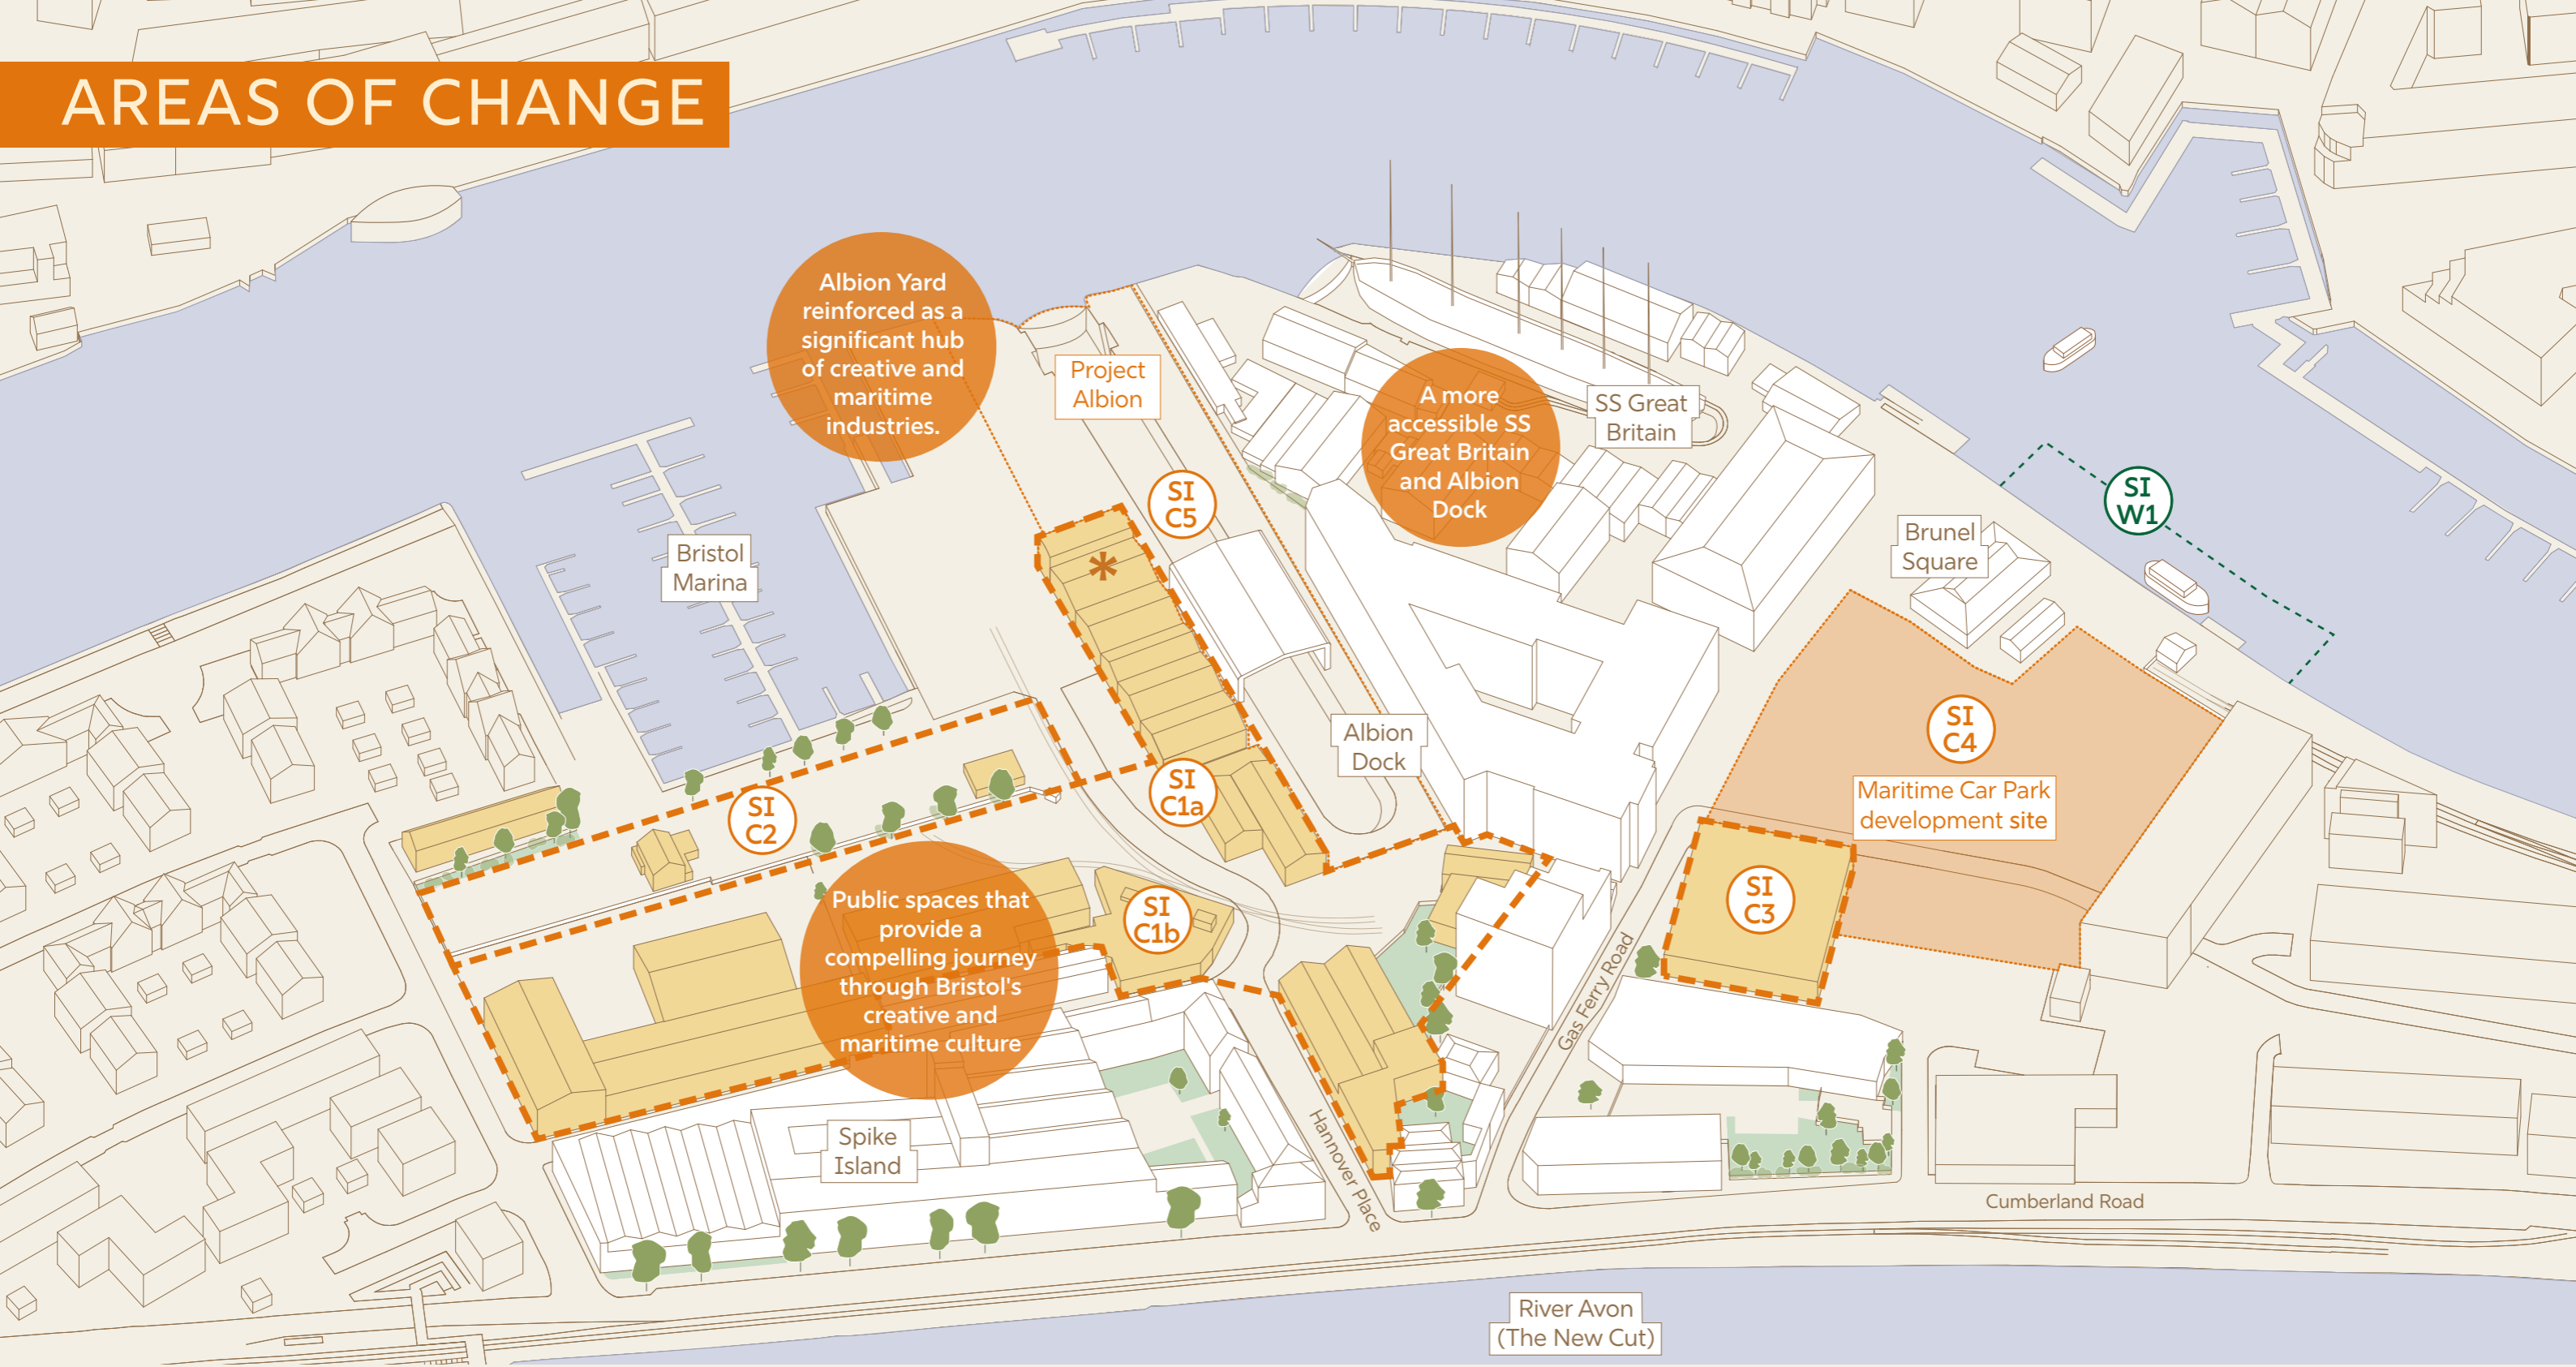 AREAS OF CHANGE
Albion Yard
reinforced as a
significant hub
of creative and
maritime
industries.
Project
Albion
A more
accessible SS
Great Britain
and Albion
Dock
SS Great
Britain
SI
C5
SI
W1
Bristol
Marina
Brunel
Square
*
SI
C4
Maritime Car Park
development site
Albion
Dock
SI
C1a
SI
C2
SI
C3
SI
C1b
Public spaces that
provide a
compelling journey
through Bristol's
creative and
maritime culture
Gas Ferry Road
Spike
Island
Hannover Place
Cumberland Road
River Avon
(The New Cut)